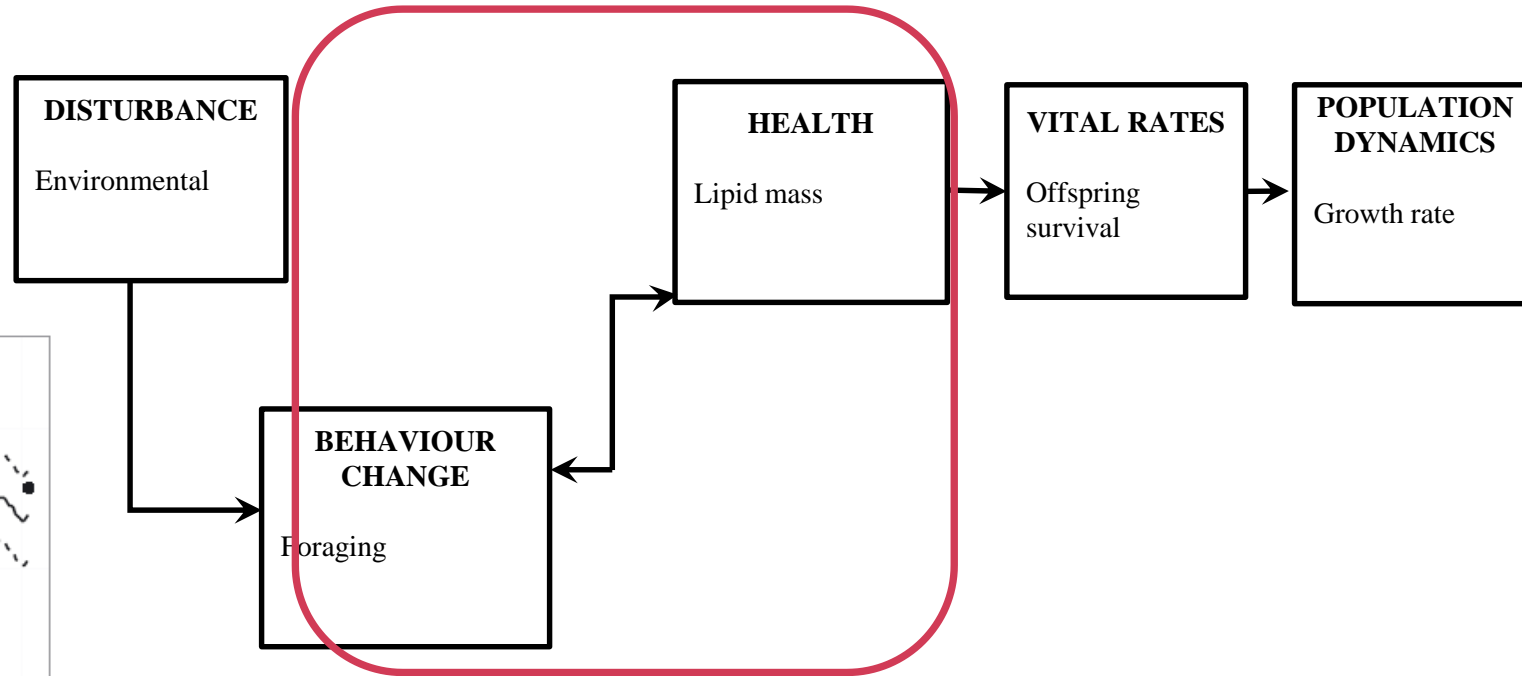 DISTURBANCE
Environmental
BEHAVIOUR
CHANGE
Foraging
HEALTH
Lipid mass
VITAL RATES
Offspring
survival
POPULATION
DYNAMICS
Growth rate